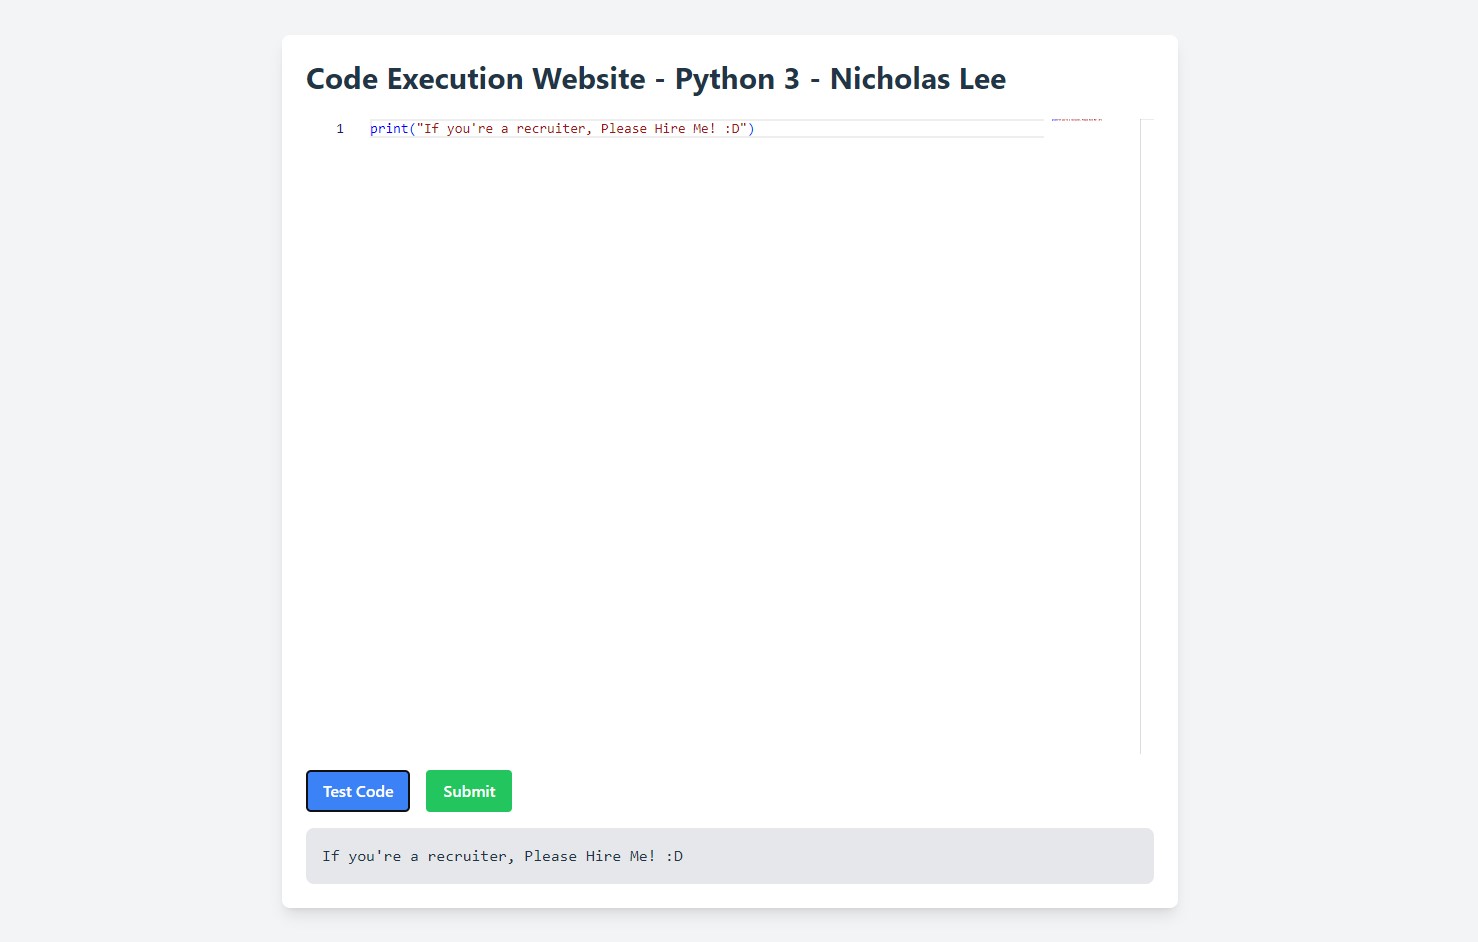 Code Execution Website - Python 3 - Nicholas Lee
1 print("If you're a recruiter, Please Hire Me! :D")
Test Code Submit
If you're a recruiter, Please Hire Me! :D